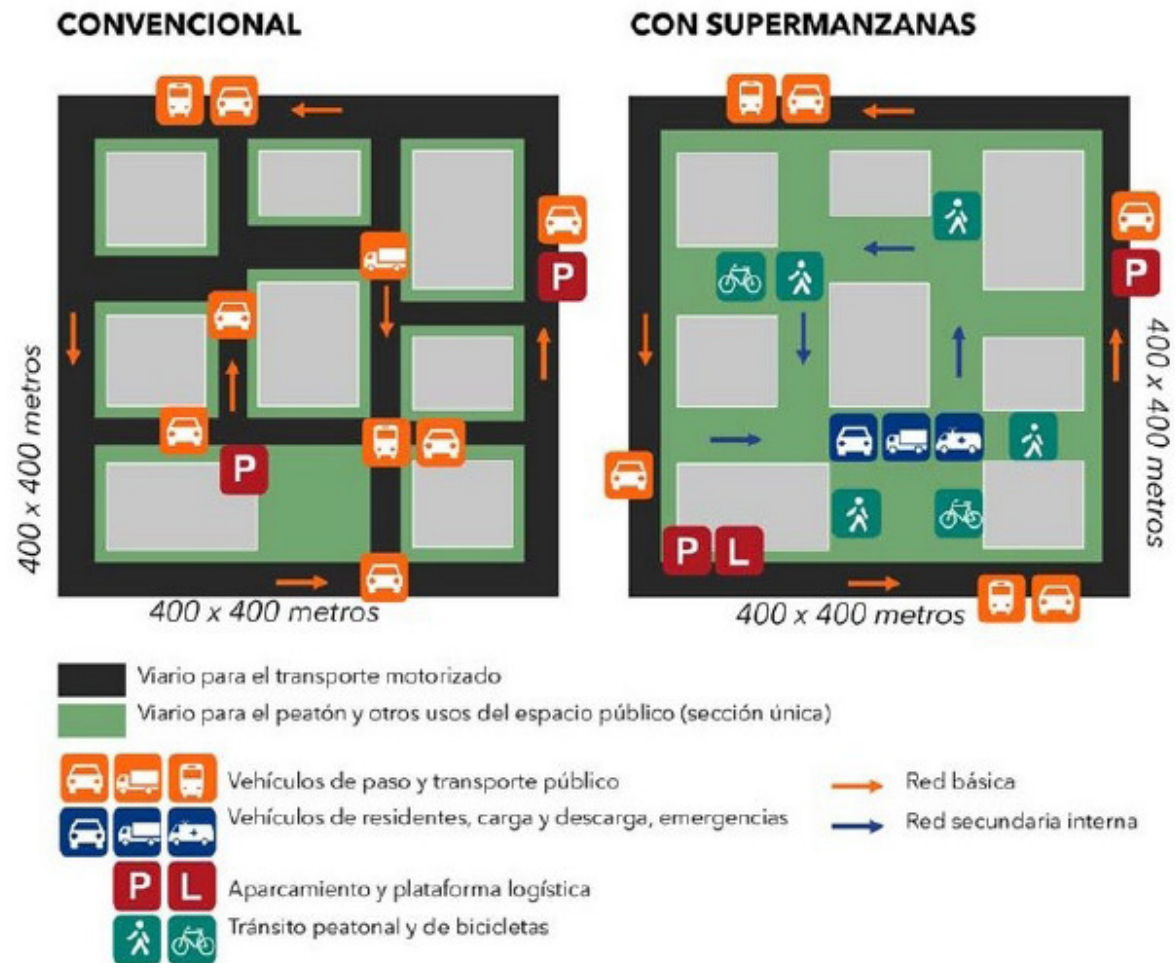 CONVENCIONAL
CON SUPERMANZANAS
P
P
P
P L
400 x 400 metros
400 x 400 metros
400 x 400 metros
400 x 400 metros
Viario para el transporte motorizado
Viario para el peatón y otros usos del espacio público (sección única)
Vehículos de paso y transporte público
Red básica
Vehículos de residentes, carga y descarga, emergencias
Red secundaria interna
P L
Aparcamiento y plataforma logística
Tránsito peatonal y de bicicletas